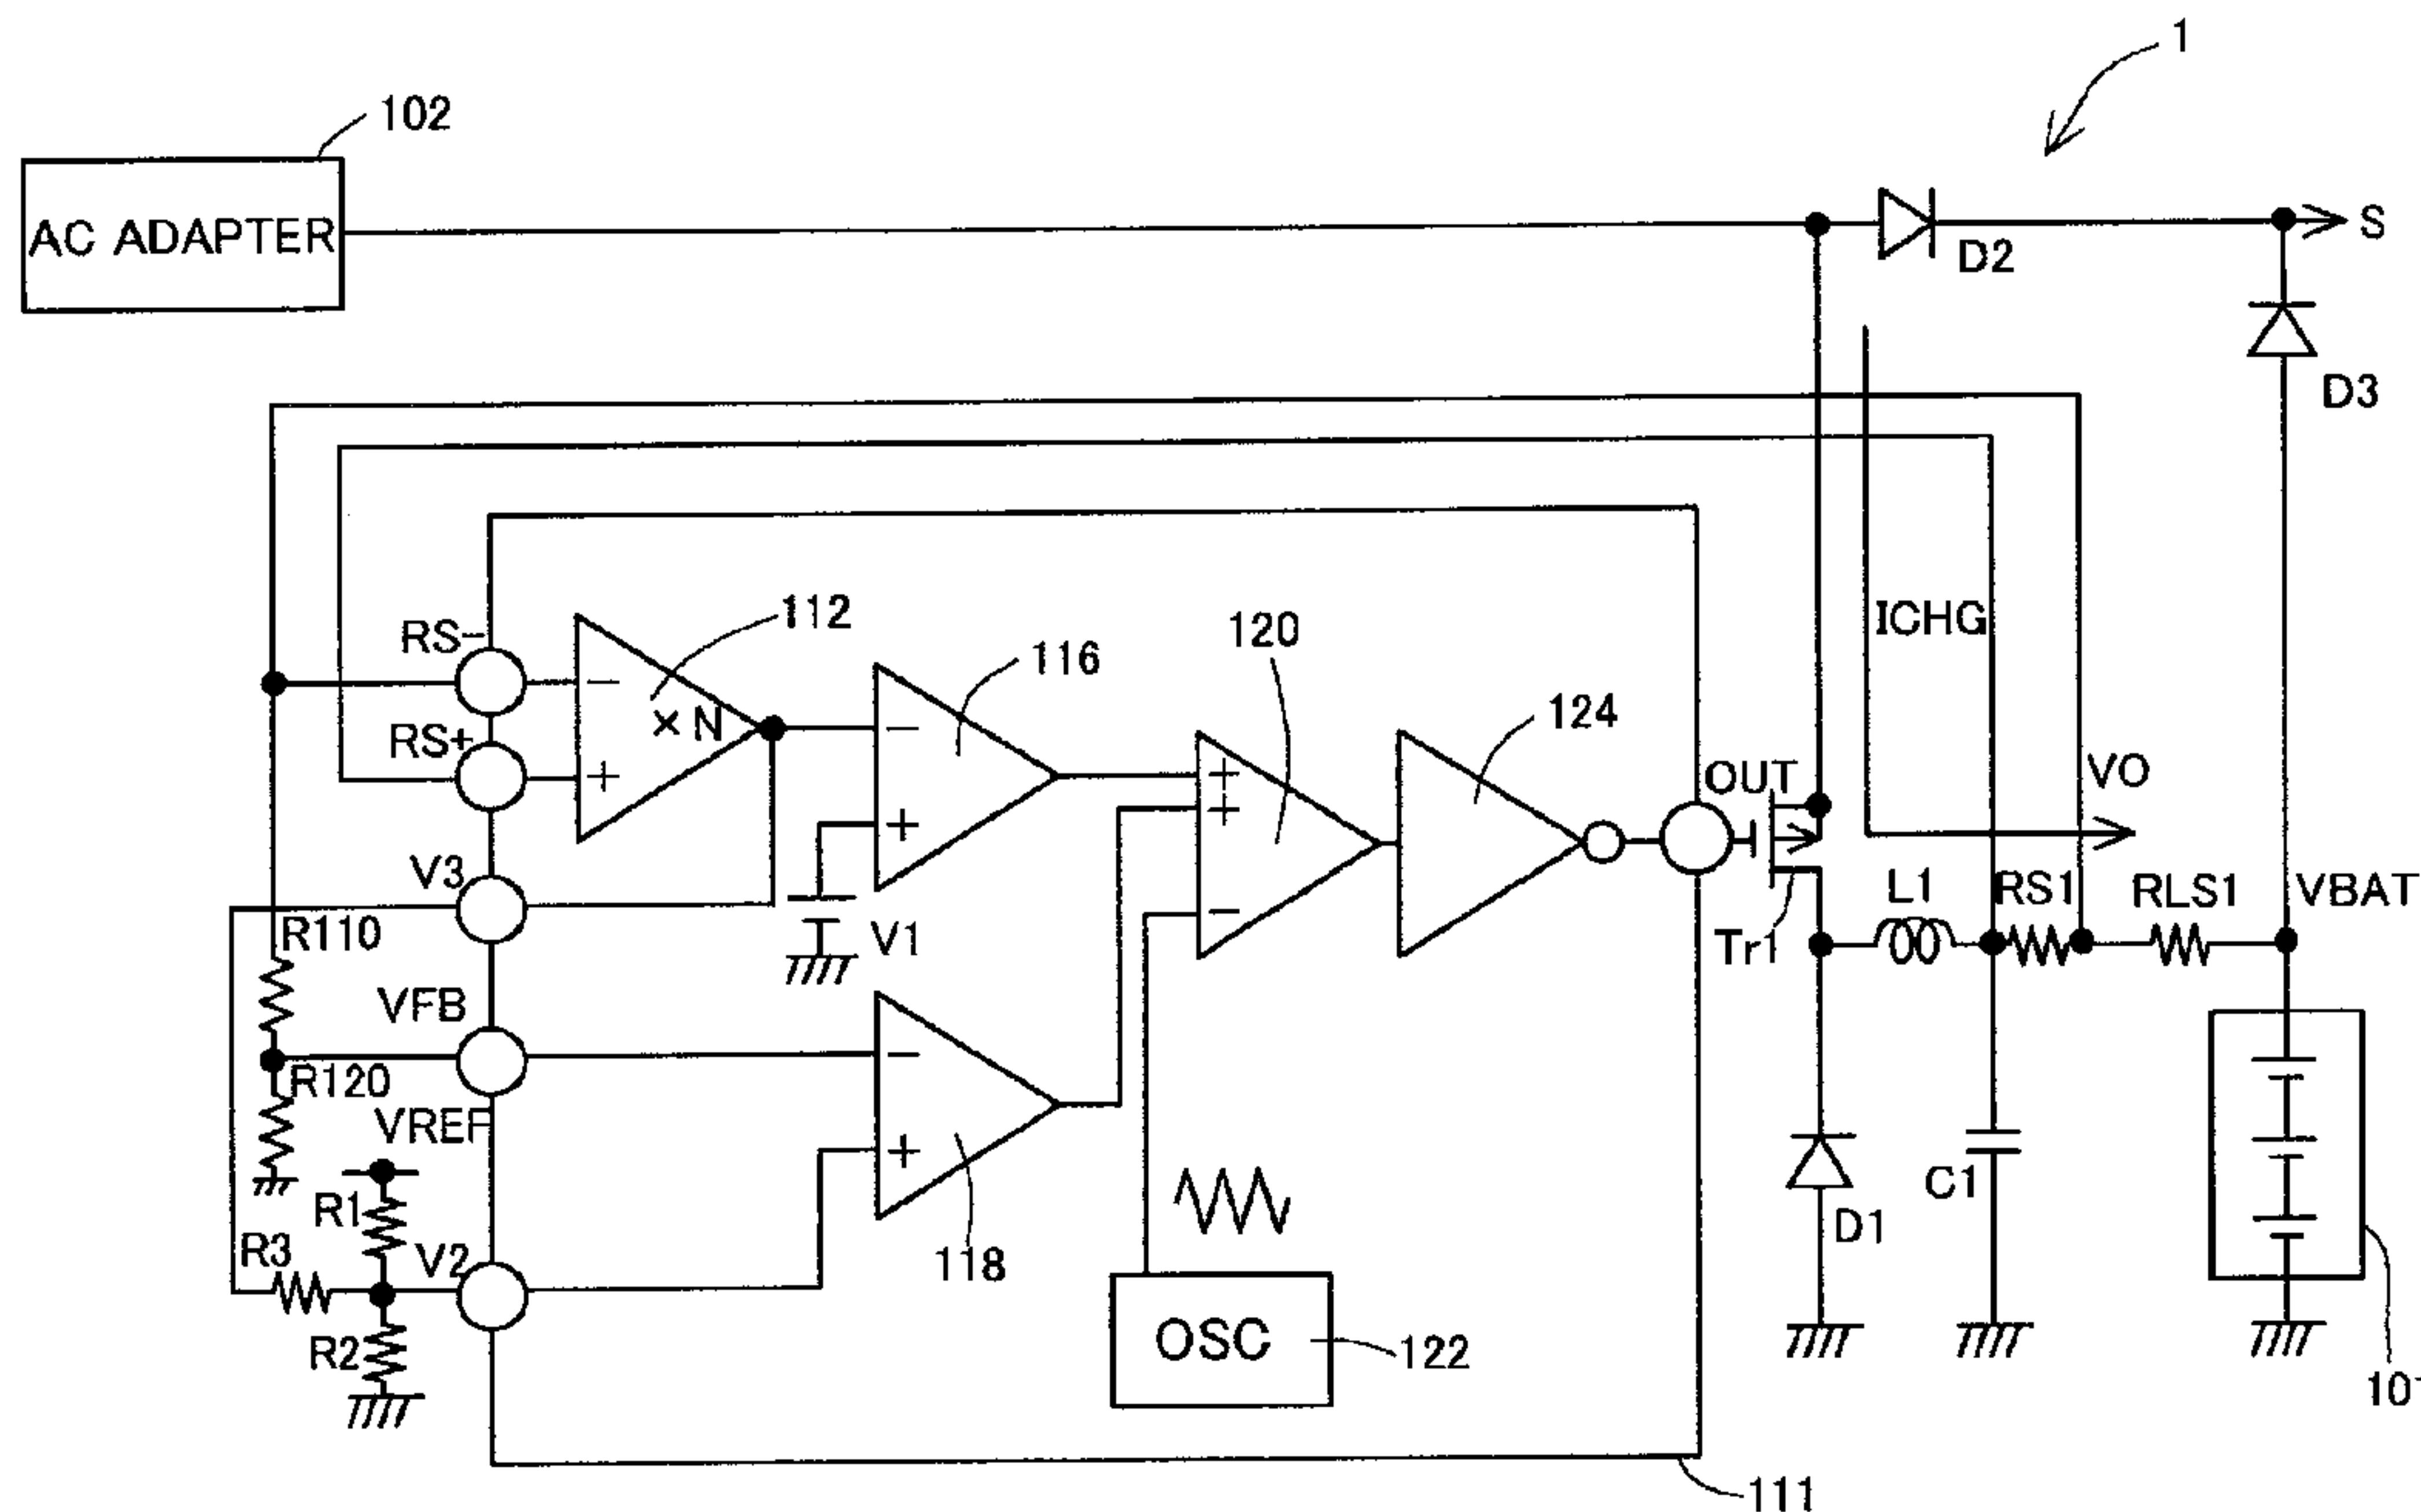 1
102
AC ADAPTER
D2
S
D3
ICHG
RS-
112
116
120
× N
124
RS+
OUT
VO
V3
V1
Tr1
L1
RS1
RLS1
VBAT
R110
VFB
R120
VREF
R1
R3
V2
118
C1
D1
R2
OSC
122
111